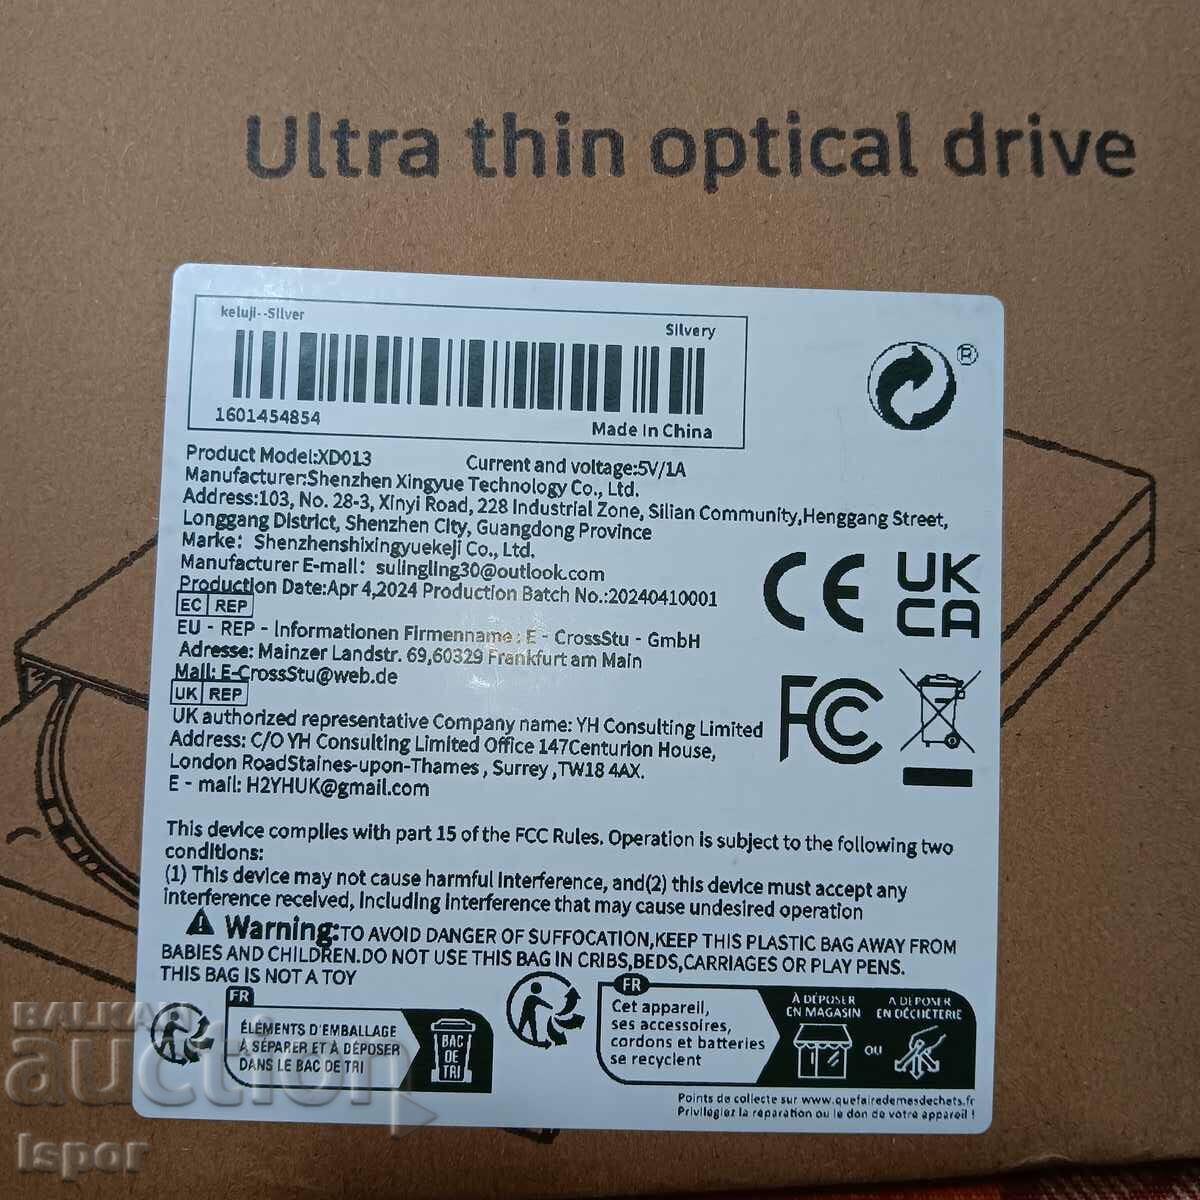 Ultra thin optical drive
keluji--Silver
Silvery
1601454854
Made In China
®
Product Model:XD013
Current and voltage:5V/1A
Manufacturer:Shenzhen Xingyue Technology Co., Ltd.
Address:103, No. 28-3, Xinyi Road, 228 Industrial Zone, Silian Community,Henggang Street,
Longgang District, Shenzhen City, Guangdong Province
Marke: Shenzhenshixingyuekeji Co., Ltd.
Manufacturer E-mail: sulingling30@outlook.com
Production Date:Apr 4,2024 Production Batch No.:20240410001
EC REP
EU - REP - Informationen Firmenname: E - CrossStu - GmbH
Adresse: Mainzer Landstr. 69,60329 Frankfurt am Main
Mail: E-CrossStu@web.de
UK REP
UK authorized representative Company name: YH Consulting Limited
Address: C/O YH Consulting Limited Office 147Centurion House,
London RoadStaines-upon-Thames, Surrey,TW18 4AX.
E - mail: H2YHUK@gmail.com
CE
UK
CA
FC
This device complies with part 15 of the FCC Rules. Operation is subject to the following two
conditions:
(1) This device may not cause harmful interference, and(2) this device must accept any
interference received, including interference that may cause undesired operation
Warning:TO AVOID DANGER OF SUFFOCATION,KEEP THIS PLASTIC BAG AWAY FROM
BABIES AND CHILDREN.DO NOT USE THIS BAG IN CRIBS,BEDS,CARRIAGES OR PLAY PENS.
THIS BAG IS NOT A TOY
FR
ÉLÉMENTS D'EMBALLAGE
À SÉPARER ET À DÉPOSER
DANS LE BAC DE TRI
BAC
DE
TRI
FR
Cet appareil,
ses accessoires,
cordons et batteries
se recyclent
À DÉPOSER
EN MAGASIN
OU
À DÉPOSER
EN DÉCHÈTERIE
Points de collecte sur www.quefairedemesdechets.fr
Privilégiez la réparation ou le don de votre appareil !
BALKAN
auction
Ispor